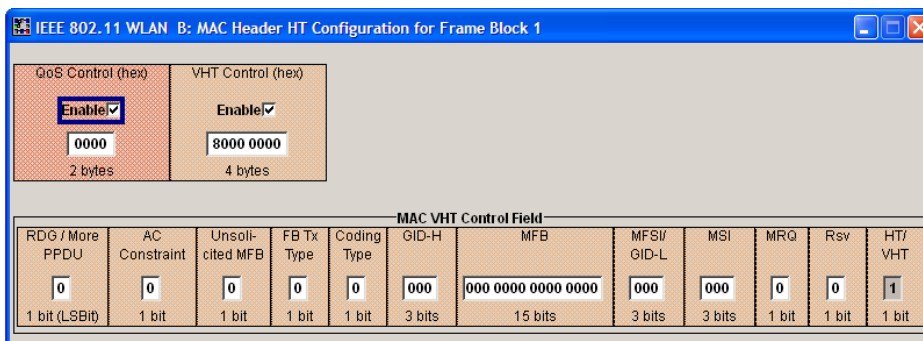 IEEE 802.11 WLAN B: MAC Header HT Configuration for Frame Block 1
QoS Control (hex) VHT Control (hex)
Enable Enable
0000 8000 0000
2 bytes 4 bytes
MAC VHT Control Field
RDG / More AC Unsoli- FB Tx Coding GID-H MFB MFSI/ MSI MRQ Rsv HT/
PPDU Constraint cited MFB Type Type GID-L VHT
0 0 0 0 0 000 000 0000 0000 0000 000 000 0 0 1
1 bit (LSBit) 1 bit 1 bit 1 bit 1 bit 3 bits 15 bits 3 bits 3 bits 1 bit 1 bit 1 bit